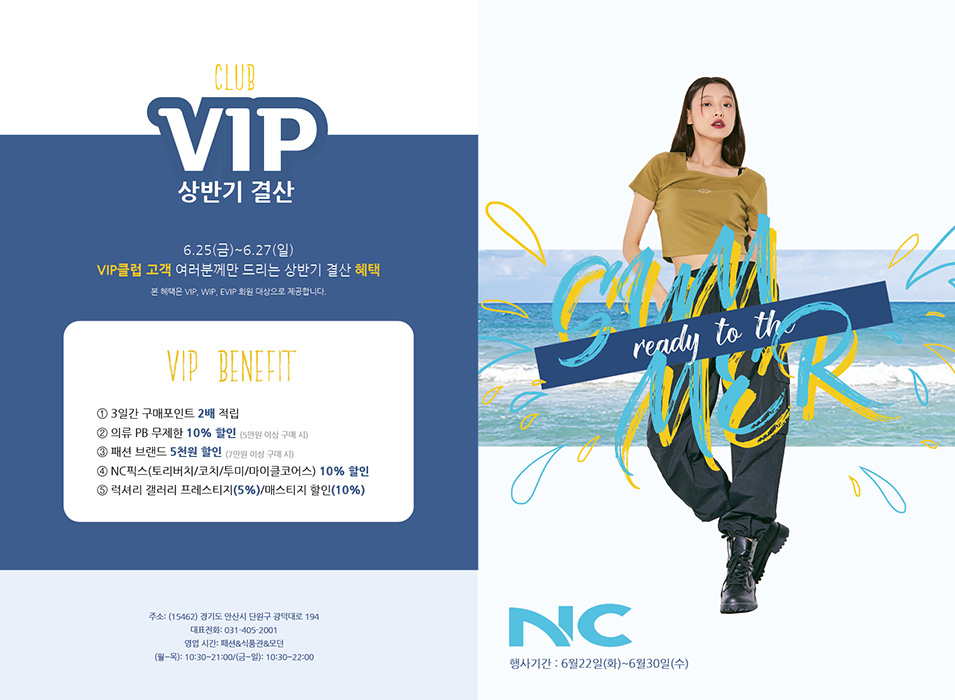 CLUB
VIP
상반기 결산
6.25(금)~6.27(일)
VIP클럽 고객 여러분께만 드리는 상반기 결산 혜택
본 혜택은 VIP, WIP, EVIP 회원 대상으로 제공합니다.
VIP BENEFIT
① 3일간 구매포인트 2배 적립
② 의류 PB 무제한 10% 할인 (5만원 이상 구매 시)
③ 패션 브랜드 5천원 할인 (7만원 이상 구매 시)
④ NC픽스(토리버치/코치/투미/마이클코어스) 10% 할인
⑤ 럭셔리 갤러리 프레스티지(5%)/매스티지 할인(10%)
주소: (15462) 경기도 안산시 단원구 광덕대로 194
대표전화: 031-405-2001
영업 시간: 패션&식품관&모던
(월~목): 10:30~21:00/(금~일): 10:30~22:00
SUM
ready to the
MER
NC
행사기간 : 6월22일(화)~6월30일(수)